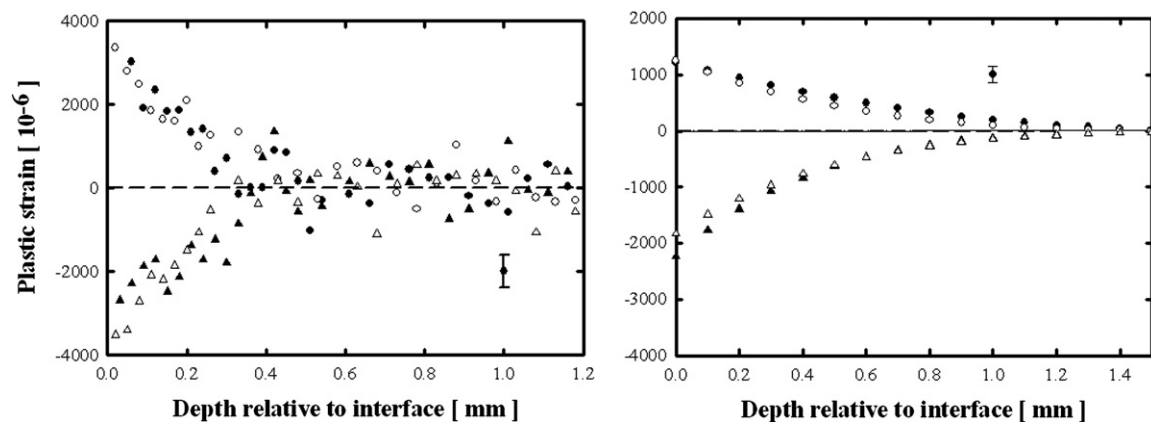 4000
2000
0
-2000
-4000
0.0 0.2 0.4 0.6 0.8 1.0 1.2
Depth relative to interface [ mm ]
Plastic strain [ 10-6 ]
2000
1000
0
-1000
-2000
-3000
-4000
0.0 0.2 0.4 0.6 0.8 1.0 1.2 1.4
Depth relative to interface [ mm ]